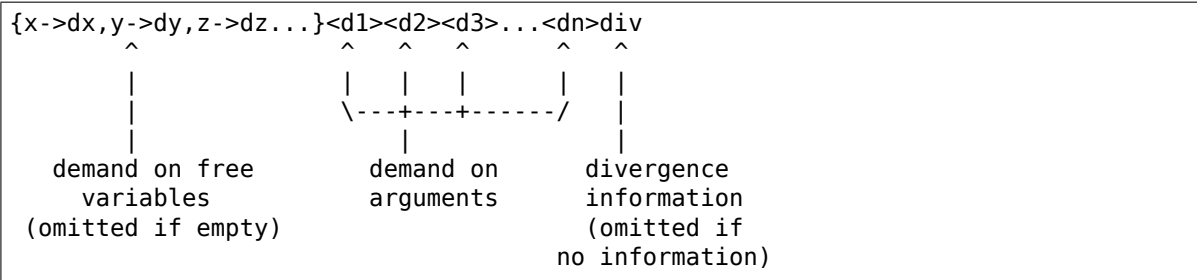 {x->dx,y->dy,z->dz...}<d1><d2><d3>...<dn>div
        ^               ^   ^   ^      ^   ^
        |               |   |   |      |   |
        |               \---+---+------/   |
        |                   |              |
   demand on free        demand on      divergence
     variables           arguments      information
 (omitted if empty)                     (omitted if
                                      no information)